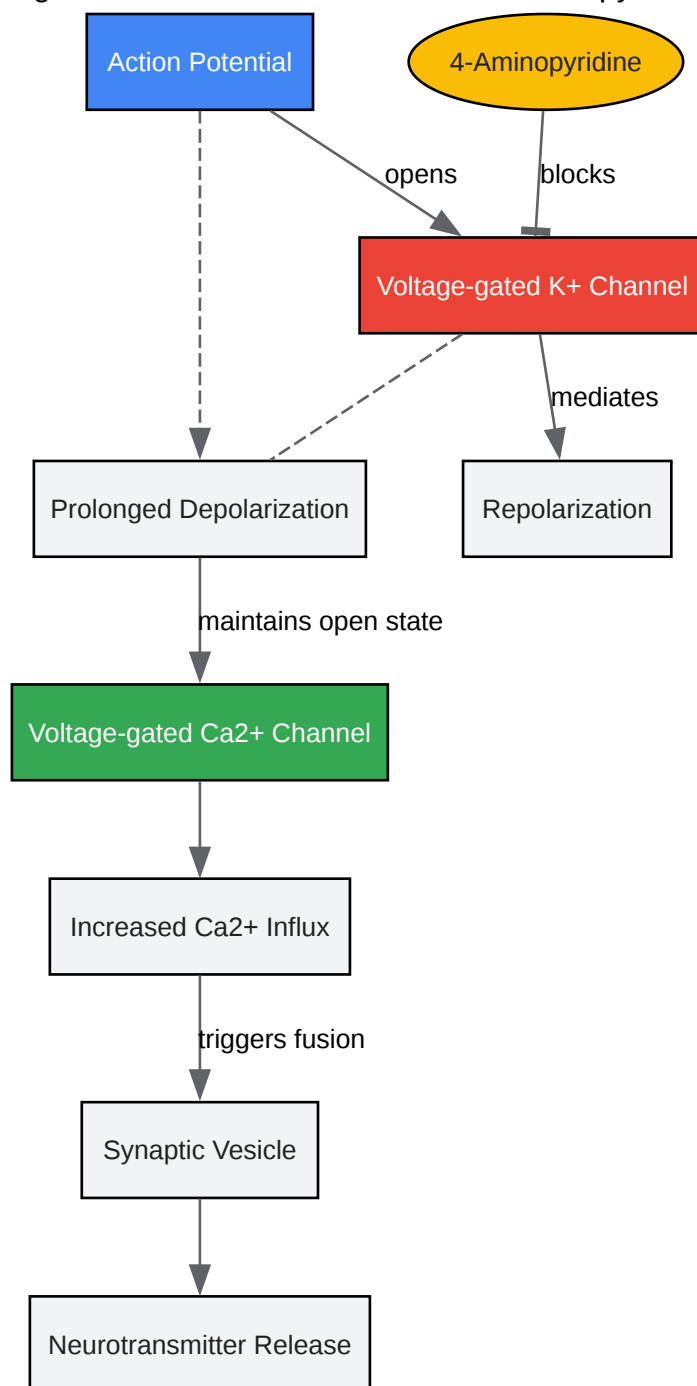 Action Potential
4-Aminopyridine
opens
blocks
Voltage-gated K+ Channel
mediates
Prolonged Depolarization
Repolarization
maintains open state
Voltage-gated Ca2+ Channel
Increased Ca2+ Influx
triggers fusion
Synaptic Vesicle
Neurotransmitter Release